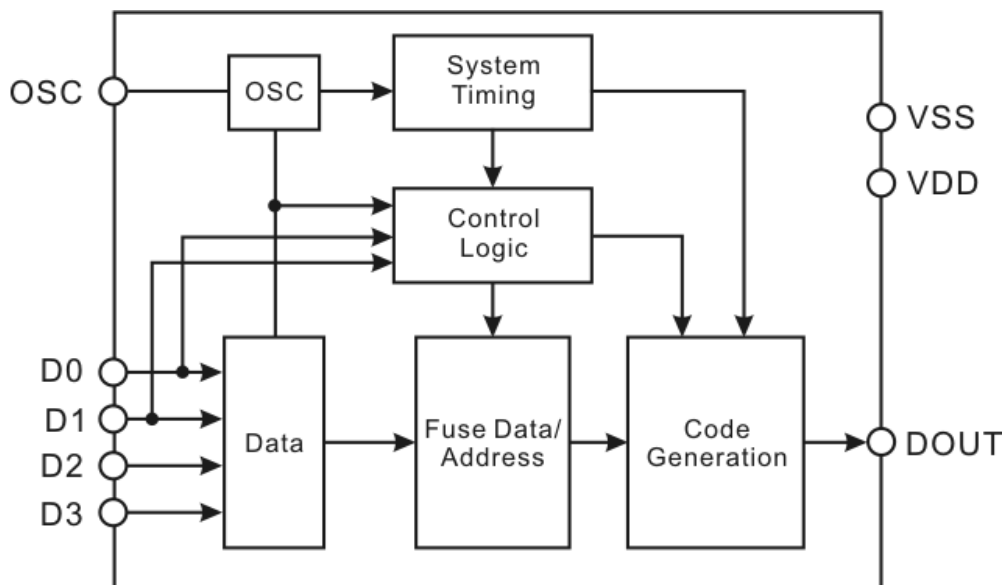 OSC
OSC
System
Timing
VSS
VDD
Control
Logic
D0
D1
D2
D3
Data
Fuse Data/
Address
Code
Generation
DOUT